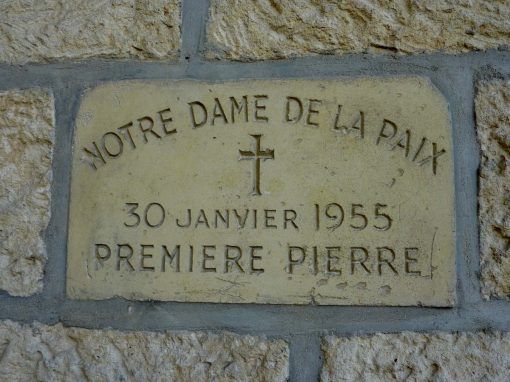 NOTRE DAME DE LA PAIX
30 JANVIER 1955
PREMIERE PIERRE